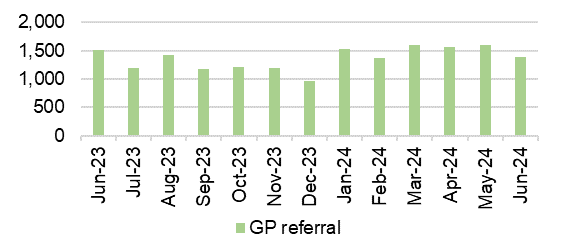 2,000
1,500
1,000
500
0
Jun-23
Jul-23
Aug-23
Sep-23
Oct-23
Nov-23
Dec-23
Jan-24
Feb-24
Mar-24
Apr-24
May-24
Jun-24
GP referral